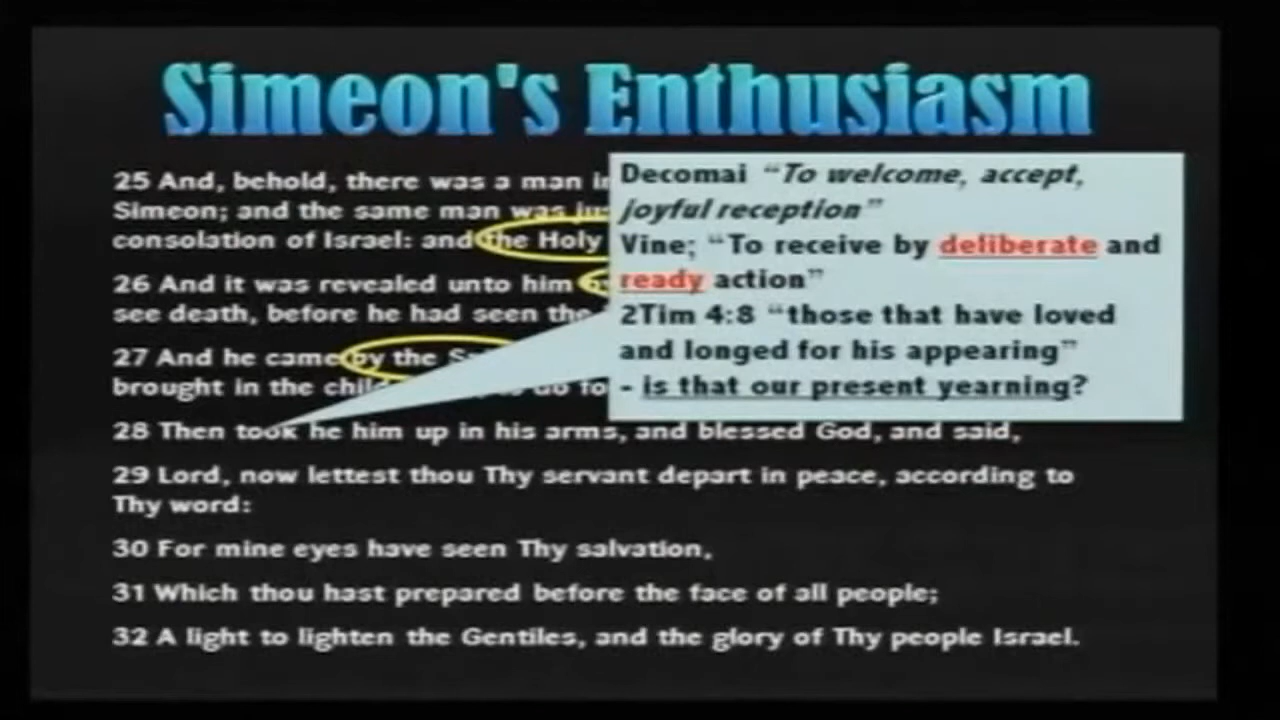 Simeon's Enthusiasm
25 And, behold, there was a man in
Simeon; and the same man was
consolation of Israel: and the Holy
26 And it was revealed unto him
see death, before he had seen the
27 And he came by the
brought in the child
28 Then took he him up in his arms, and blessed God, and said,
29 Lord, now lettest thou Thy servant depart in peace, according to
Thy word:
30 For mine eyes have seen Thy salvation,
31 Which thou hast prepared before the face of all people;
32 A light to lighten the Gentiles, and the glory of Thy people Israel.
Decomai "To welcome, accept,
joyful reception"
Vine; "To receive by deliberate and
ready action"
2Tim 4:8 "those that have loved
and longed for his appearing"
- is that our present yearning?